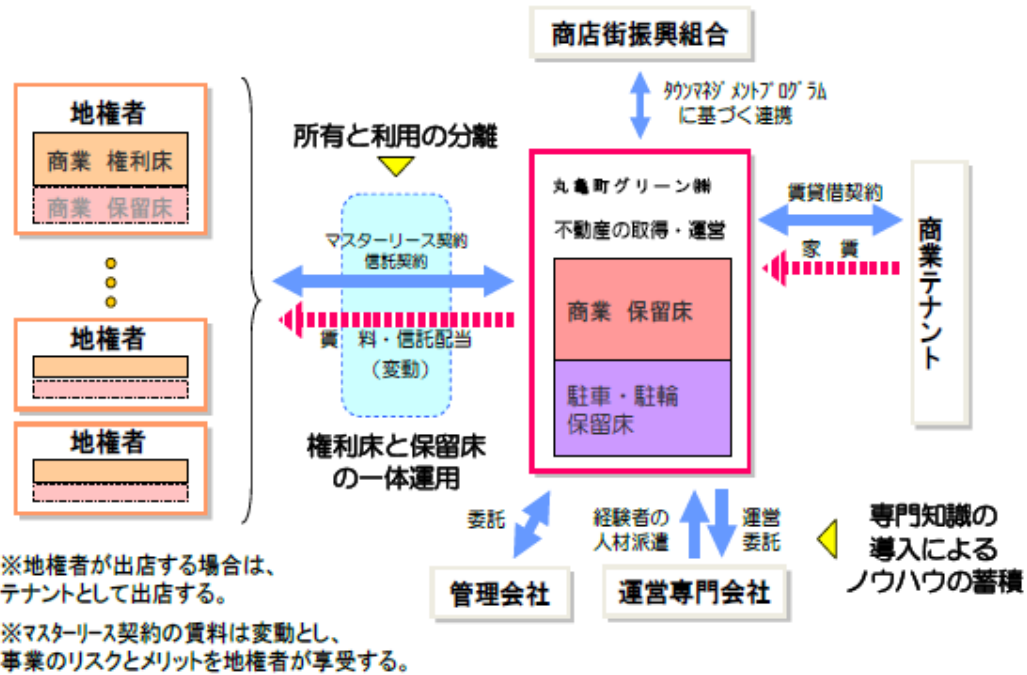 商店街振興組合
タウンマネジメントプログラム
に基づく連携
地権者
商業 権利床
商業 保留床
地権者
地権者
所有と利用の分離
マスターリース契約
信託契約
賃 料・信託配当
(変動)
権利床と保留床
の一体運用
丸亀町グリーン㈱
不動産の取得・運営
商業 保留床
駐車・駐輪
保留床
賃貸借契約
家 賃
商業テナント
委託
経験者の
人材派遣
運営
委託
管理会社
運営専門会社
専門知識の
導入による
ノウハウの蓄積
※地権者が出店する場合は、
テナントとして出店する。
※マスターリース契約の賃料は変動とし、
事業のリスクとメリットを地権者が享受する。